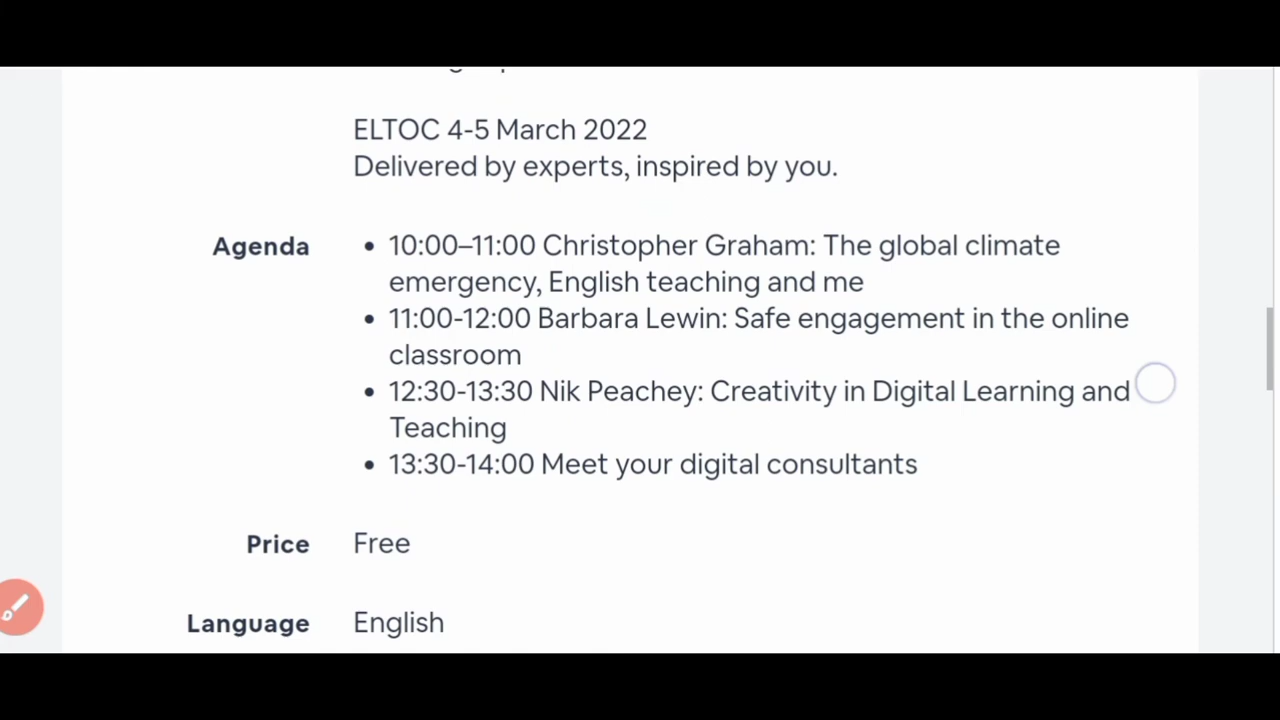 ELTOC 4-5 March 2022
Delivered by experts, inspired by you.
Agenda
• 10:00–11:00 Christopher Graham: The global climate
emergency, English teaching and me
• 11:00-12:00 Barbara Lewin: Safe engagement in the online
classroom
• 12:30-13:30 Nik Peachey: Creativity in Digital Learning and
Teaching
• 13:30-14:00 Meet your digital consultants
Price Free
Language English